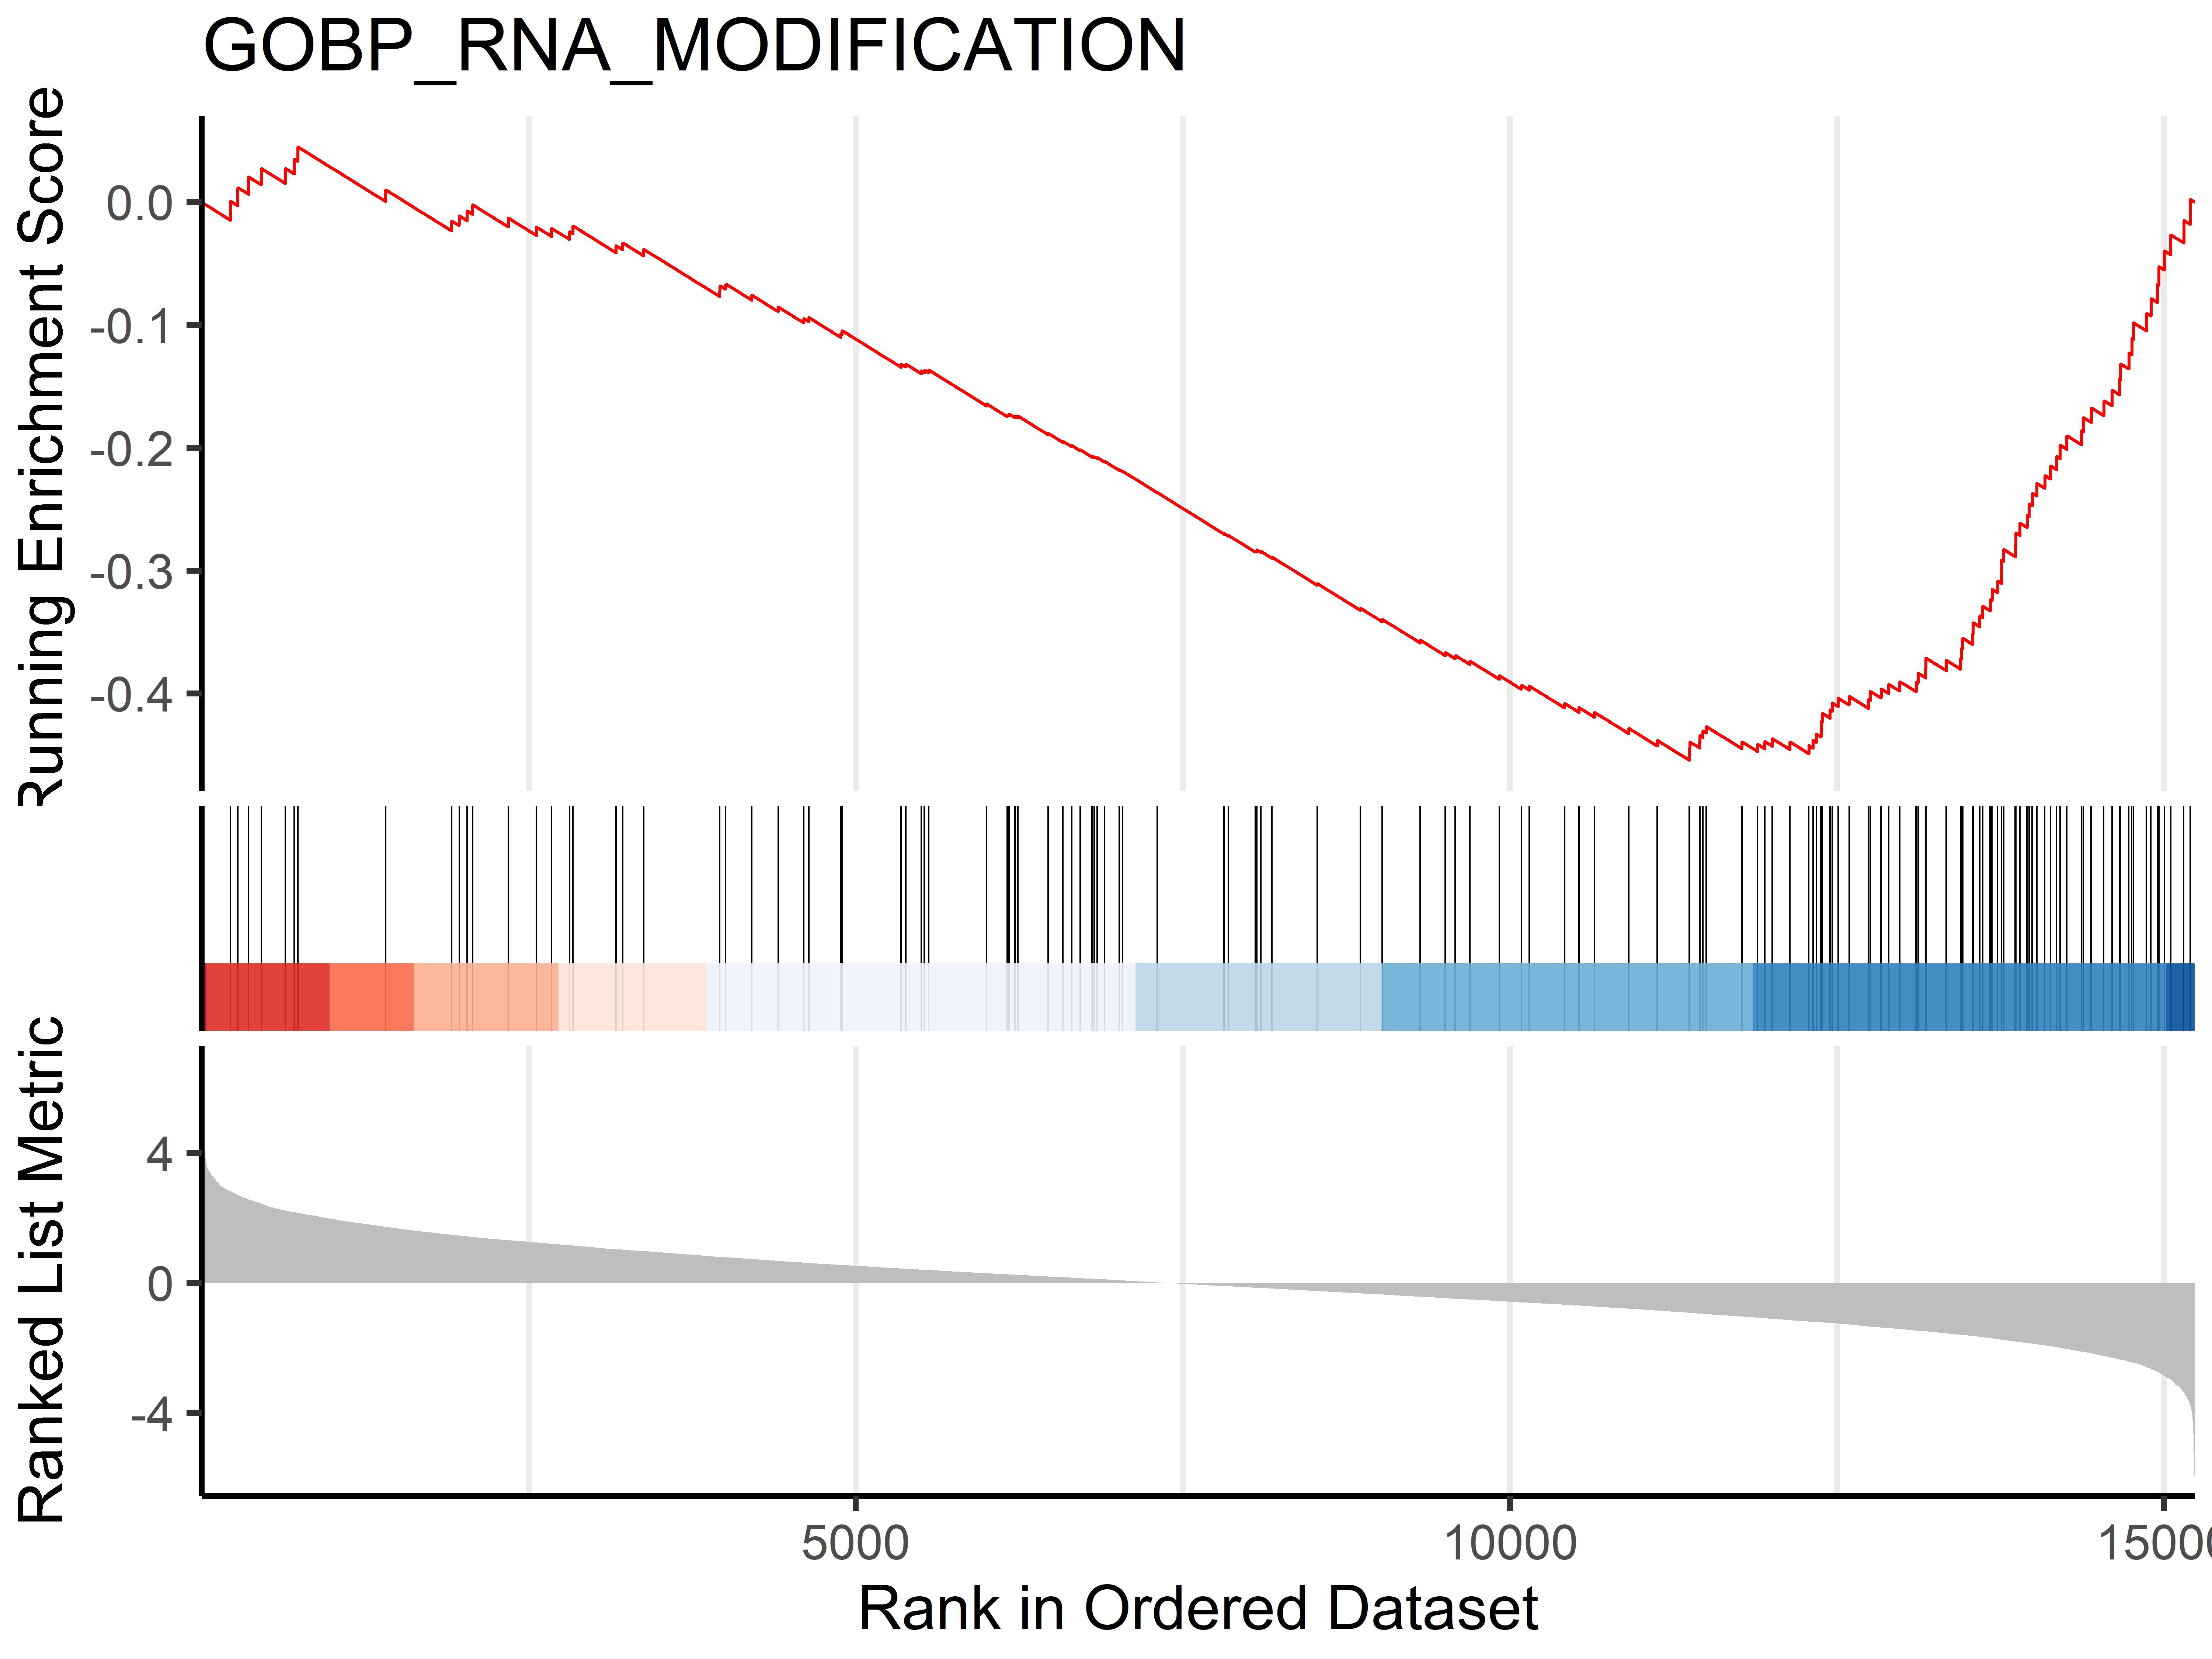 GOBP_RNA_MODIFICATION
Running Enrichment Score
0.0
-0.1
-0.2
-0.3
-0.4
Ranked List Metric
4
0
-4
5000
10000
15000
Rank in Ordered Dataset